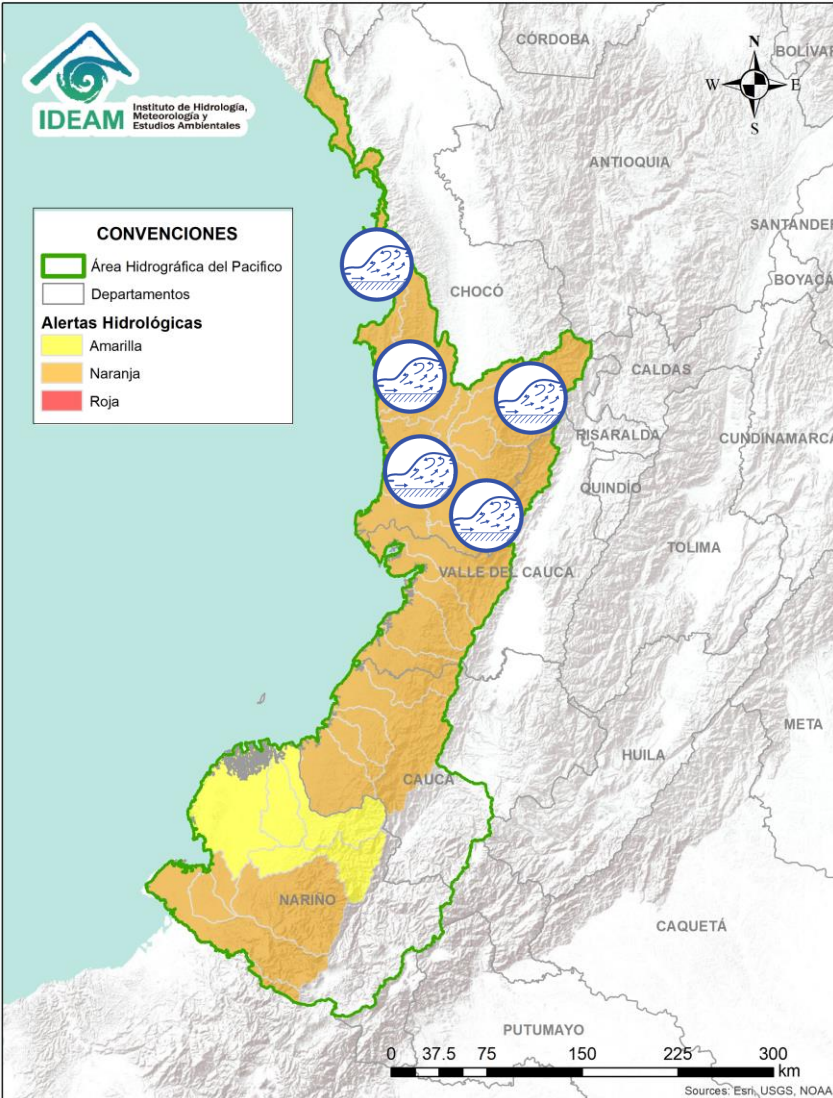 IDEAM
Instituto de Hidrología,
Meteorología y
Estudios Ambientales
N
W
E
S
CÓRDOBA
BOLÍVAR
ANTIOQUIA
SANTANDER
BOYACÁ
CHOCÓ
CALDAS
RISARALDA
CUNDINAMARCA
QUINDÍO
TOLIMA
VALLE DEL CAUCA
META
HUILA
CAUCA
NARIÑO
CAQUETÁ
PUTUMAYO
CONVENCIONES
Área Hidrográfica del Pacifico
Departamentos
Alertas Hidrológicas
Amarilla
Naranja
Roja
0 37.5 75 150 225 300
km
Sources: Esri, USGS, NOAA